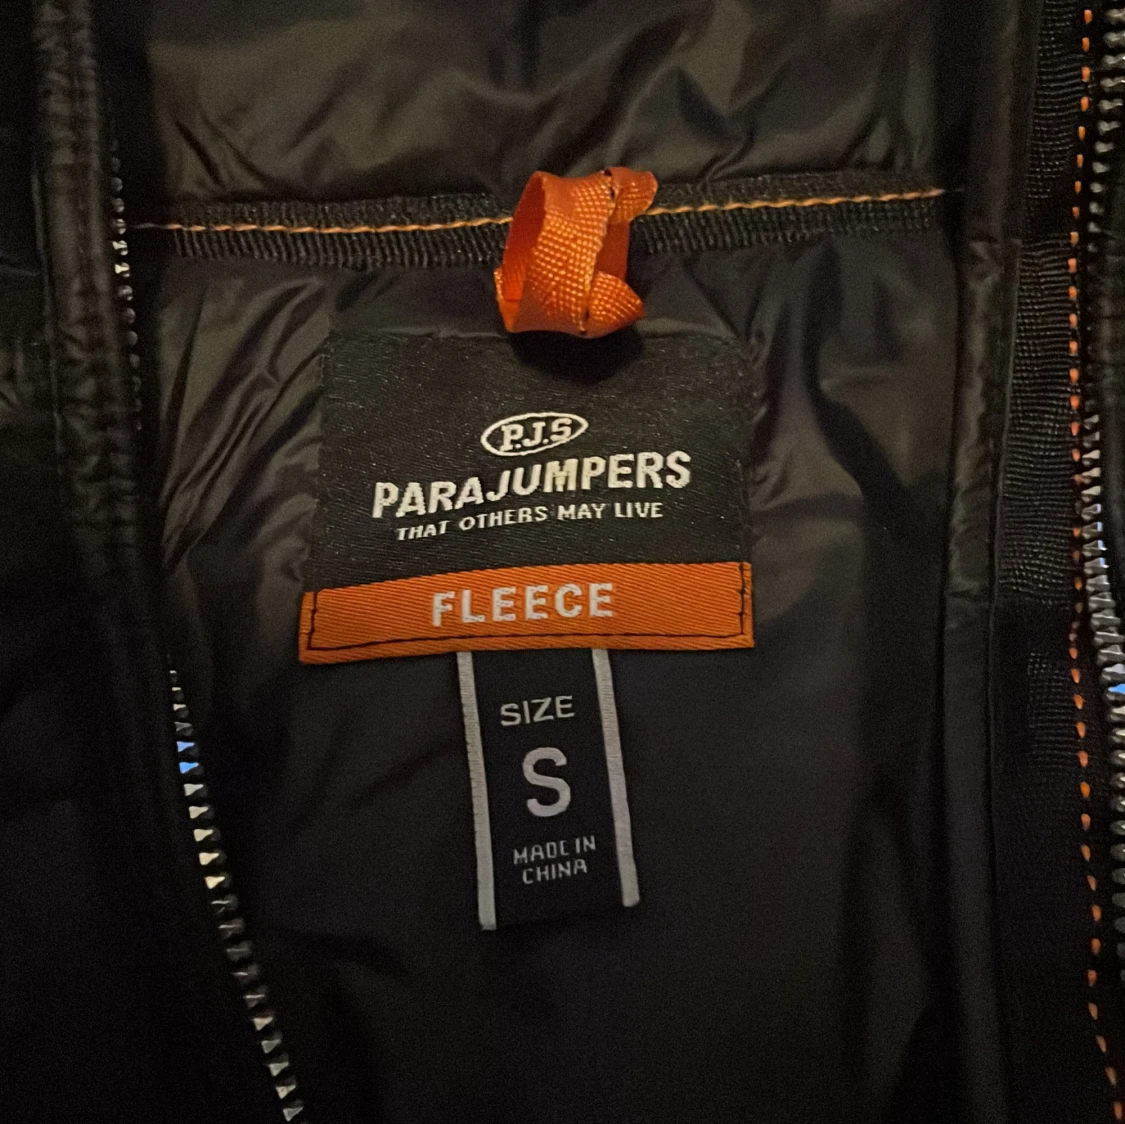 P.J.S
PARAJUMPERS
THAT OTHERS MAY LIVE
FLEECE
SIZE
S
MADE IN
CHINA